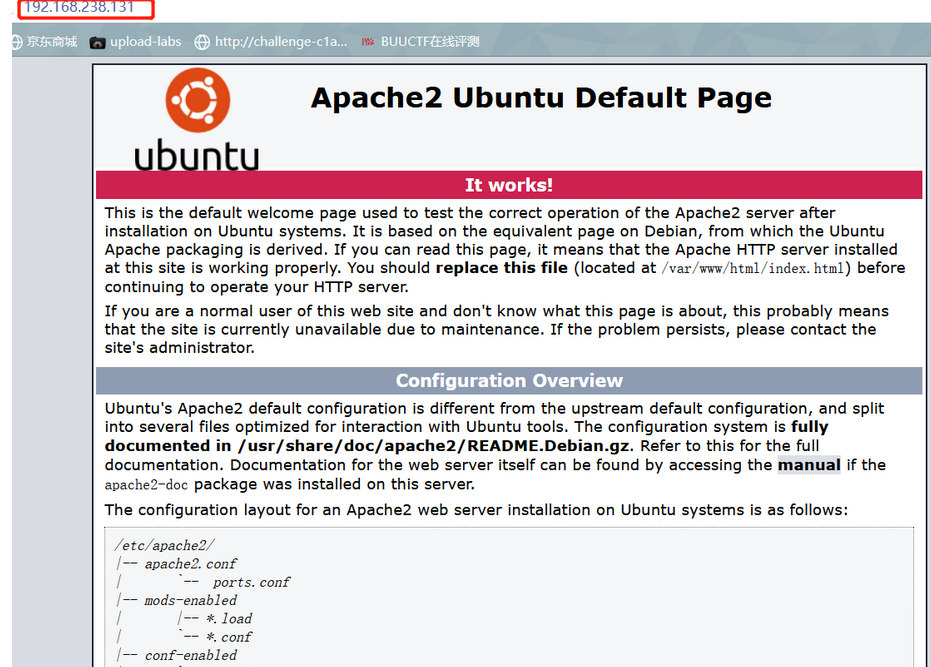 192.168.238.131
京东商城 upload-labs http://challenge-c1a... BUUCTF在线评测
Apache2 Ubuntu Default Page
ubuntu
It works!
This is the default welcome page used to test the correct operation of the Apache2 server after
installation on Ubuntu systems. It is based on the equivalent page on Debian, from which the Ubuntu
Apache packaging is derived. If you can read this page, it means that the Apache HTTP server installed
at this site is working properly. You should replace this file (located at /var/www/html/index.html) before
continuing to operate your HTTP server.
If you are a normal user of this web site and don't know what this page is about, this probably means
that the site is currently unavailable due to maintenance. If the problem persists, please contact the
site's administrator.
Configuration Overview
Ubuntu's Apache2 default configuration is different from the upstream default configuration, and split
into several files optimized for interaction with Ubuntu tools. The configuration system is fully
documented in /usr/share/doc/apache2/README.Debian.gz. Refer to this for the full
documentation. Documentation for the web server itself can be found by accessing the manual if the
apache2-doc package was installed on this server.
The configuration layout for an Apache2 web server installation on Ubuntu systems is as follows:
/etc/apache2/
|-- apache2.conf
|       `--  ports.conf
|-- mods-enabled
|       |-- *.load
|       `-- *.conf
|-- conf-enabled